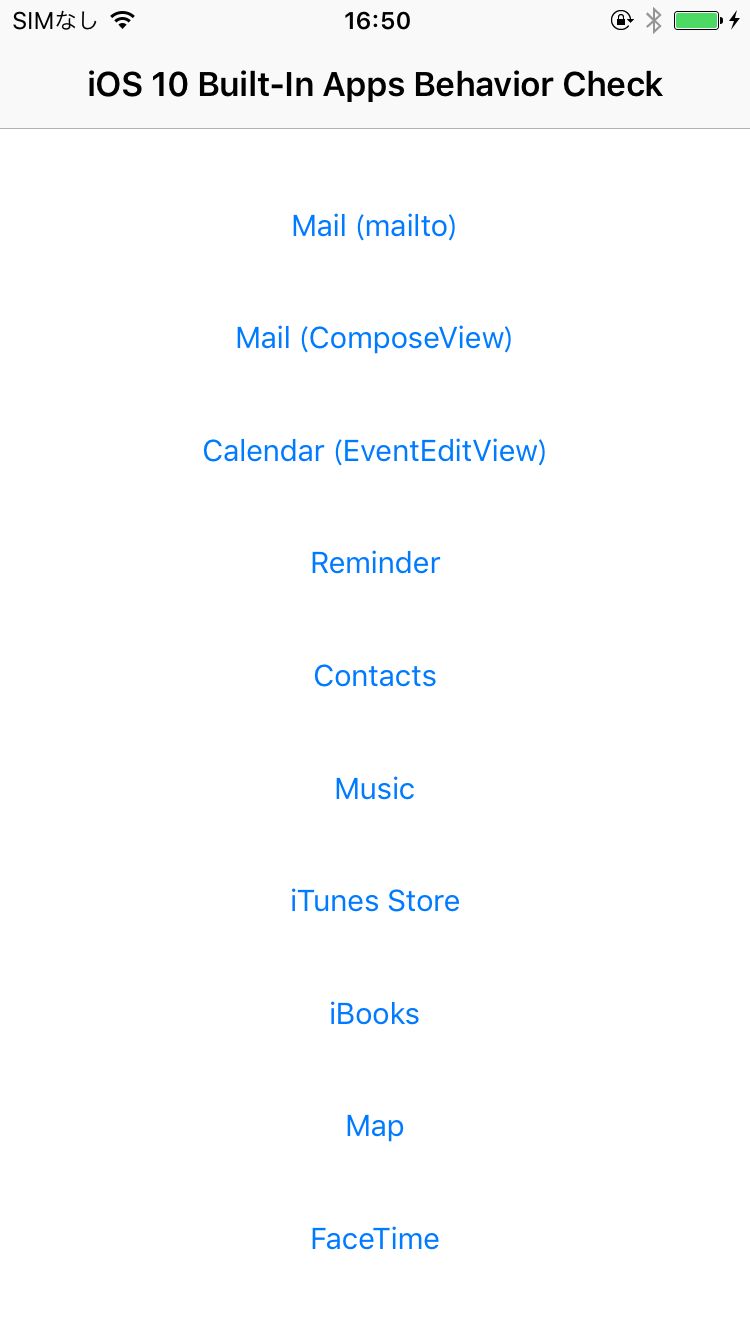 SIMなし 16:50
iOS 10 Built-In Apps Behavior Check
Mail (mailto)
Mail (ComposeView)
Calendar (EventEditView)
Reminder
Contacts
Music
iTunes Store
iBooks
Map
FaceTime